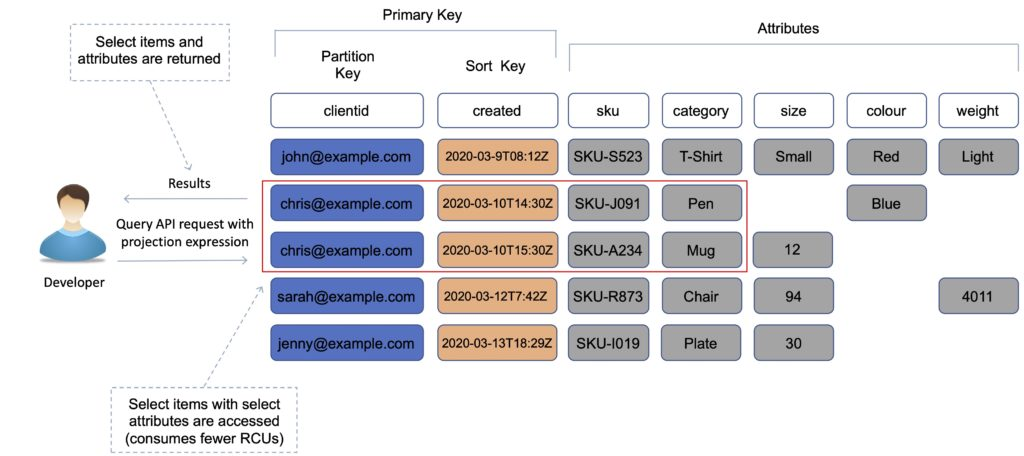 Primary Key
Attributes
Select items and
attributes are returned
Partition
Key
Sort Key
clientid created sku category size colour weight
john@example.com 2020-03-9T08:12Z SKU-S523 T-Shirt Small Red Light
Results
chris@example.com 2020-03-10T14:30Z SKU-J091 Pen Blue
Query API request with
projection expression
chris@example.com 2020-03-10T15:30Z SKU-A234 Mug 12
Developer
sarah@example.com 2020-03-12T7:42Z SKU-R873 Chair 94 4011
jenny@example.com 2020-03-13T18:29Z SKU-I019 Plate 30
Select items with select
attributes are accessed
(consumes fewer RCUs)